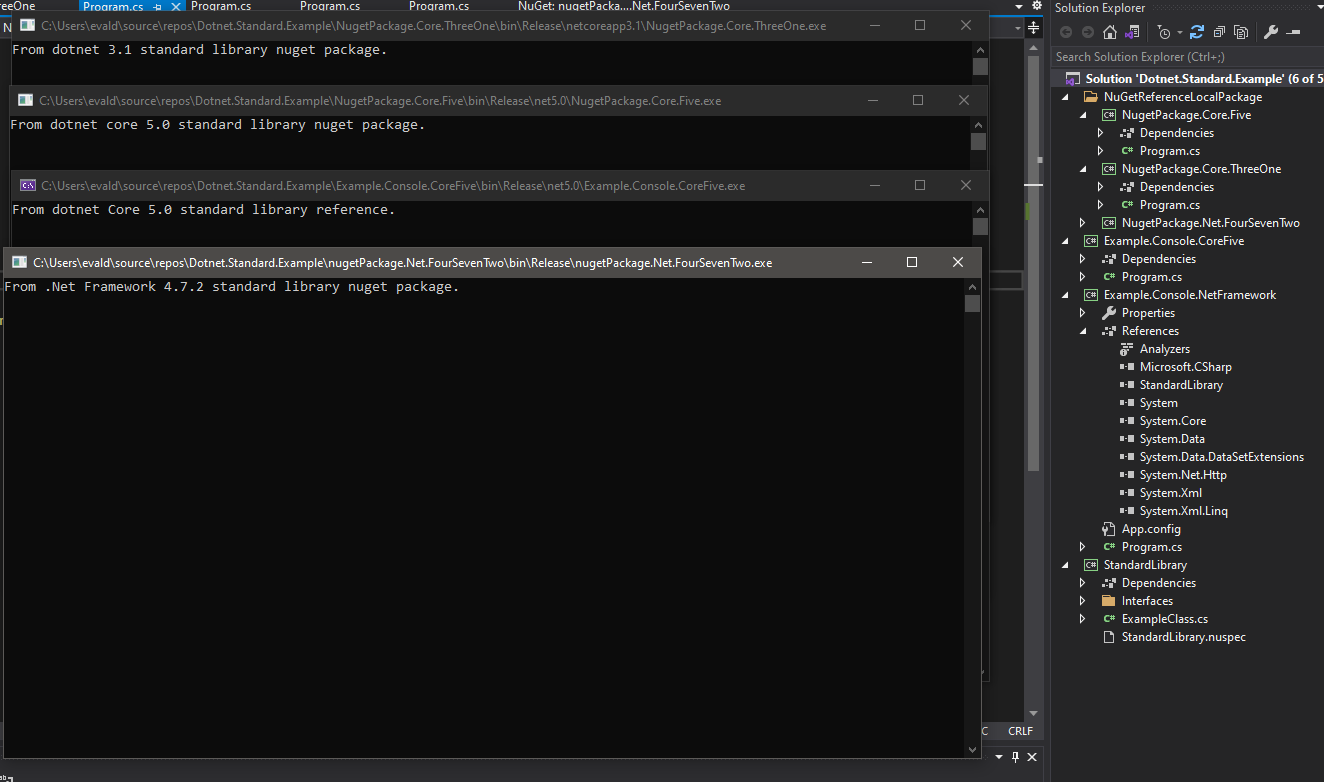 reeOne Program.cs Program.cs Program.cs Program.cs NuGet: nugetPacka....Net.FourSevenTwo
C:\Users\evald\source\repos\Dotnet.Standard.Example\NugetPackage.Core.ThreeOne\bin\Release\netcoreapp3.1\NugetPackage.Core.ThreeOne.exe
From dotnet 3.1 standard library nuget package.
C:\Users\evald\source\repos\Dotnet.Standard.Example\NugetPackage.Core.Five\bin\Release\net5.0\NugetPackage.Core.Five.exe
From dotnet core 5.0 standard library nuget package.
C:\Users\evald\source\repos\Dotnet.Standard.Example\Example.Console.CoreFive\bin\Release\net5.0\Example.Console.CoreFive.exe
From dotnet Core 5.0 standard library reference.
C:\Users\evald\source\repos\Dotnet.Standard.Example\nugetPackage.Net.FourSevenTwo\bin\Release\nugetPackage.Net.FourSevenTwo.exe
From .Net Framework 4.7.2 standard library nuget package.
CRLF
Solution Explorer
Search Solution Explorer (Ctrl+;)
Solution 'Dotnet.Standard.Example' (6 of 5
NuGetReferenceLocalPackage
C# NugetPackage.Core.Five
Dependencies
C# Program.cs
C# NugetPackage.Core.ThreeOne
Dependencies
C# Program.cs
C# NugetPackage.Net.FourSevenTwo
C# Example.Console.CoreFive
Dependencies
C# Program.cs
C# Example.Console.NetFramework
Properties
References
Analyzers
Microsoft.CSharp
StandardLibrary
System
System.Core
System.Data
System.Data.DataSetExtensions
System.Net.Http
System.Xml
System.Xml.Linq
App.config
C# Program.cs
C# StandardLibrary
Dependencies
Interfaces
C# ExampleClass.cs
StandardLibrary.nuspec